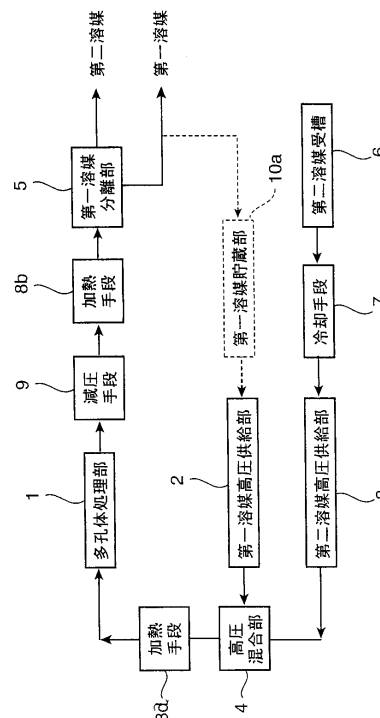 第二溶媒
第一溶媒
5
第一溶媒
分離部
8b
加熱
手段
9
減圧
手段
1
多孔体処理部
10a
第一溶媒貯蔵部
2
第一溶媒高圧供給部
6
第二溶媒受槽
7
冷却手段
第二溶媒高圧供給部
加熱
手段
高圧
混合部
4